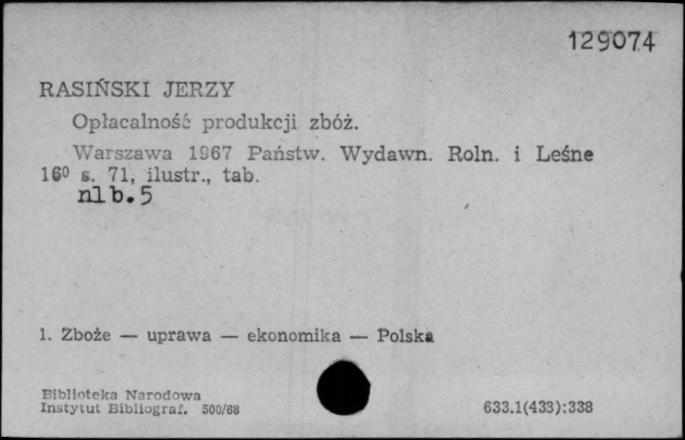 129074
RASIŃSKI JERZY
Opłacalność produkcji zbóż.
Warszawa 1967 Państw. Wydawn. Roln. i Leśne
16⁰ s. 71, ilustr., tab.
nlb.5
1. Zboże — uprawa — ekonomika — Polska
Biblioteka Narodowa
Instytut Bibliograf. 500/68
633.1(433):338